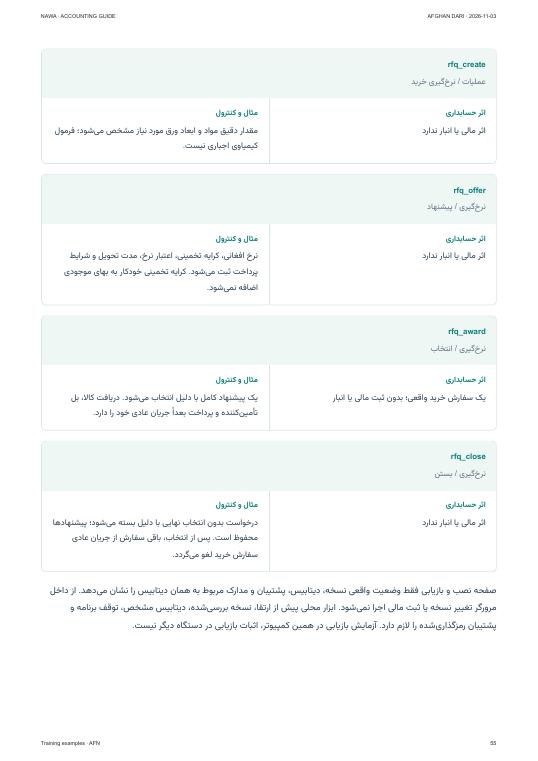 NAWA · ACCOUNTING GUIDE
AFGHAN DARI · 2026-11-03
rfq_create
عملیات / نرخ‌گیری خرید
اثر حسابداری
اثر مالی یا انبار ندارد
مثال و کنترول
مقدار دقیق مواد و ابعاد ورق مورد نیاز مشخص می‌شود؛ فرمول
کیمیاوی اجباری نیست.
rfq_offer
نرخ‌گیری / پیشنهاد
اثر حسابداری
اثر مالی یا انبار ندارد
مثال و کنترول
نرخ افغانی، کرایه تخمینی، اعتبار نرخ، مدت تحویل و شرایط
پرداخت ثبت می‌شود. کرایه تخمینی خودکار به بهای موجودی
اضافه نمی‌شود.
rfq_award
نرخ‌گیری / انتخاب
اثر حسابداری
یک سفارش خرید واقعی؛ بدون ثبت مالی یا انبار
مثال و کنترول
یک پیشنهاد کامل با دلیل انتخاب می‌شود. دریافت کالا، بل
تأمین‌کننده و پرداخت بعداً جریان عادی خود را دارد.
rfq_close
نرخ‌گیری / بستن
اثر حسابداری
اثر مالی یا انبار ندارد
مثال و کنترول
درخواست بدون انتخاب نهایی با دلیل بسته می‌شود؛ پیشنهادها
محفوظ است. پس از انتخاب، باقی سفارش از جریان عادی
سفارش خرید لغو می‌گردد.
صفحه نصب و بازیابی فقط وضعیت واقعی نسخه، دیتابیس، پشتیبان و مدارک مربوط به همان دیتابیس را نشان می‌دهد. از داخل
مرورگر تغییر نسخه یا ثبت مالی اجرا نمی‌شود. ابزار محلی پیش از ارتقا، نسخه بررسی‌شده، دیتابیس مشخص، توقف برنامه و
پشتیبان رمزگذاری‌شده را لازم دارد. آزمایش بازیابی در همین کمپیوتر، اثبات بازیابی در دستگاه دیگر نیست.
Training examples · AFN
55